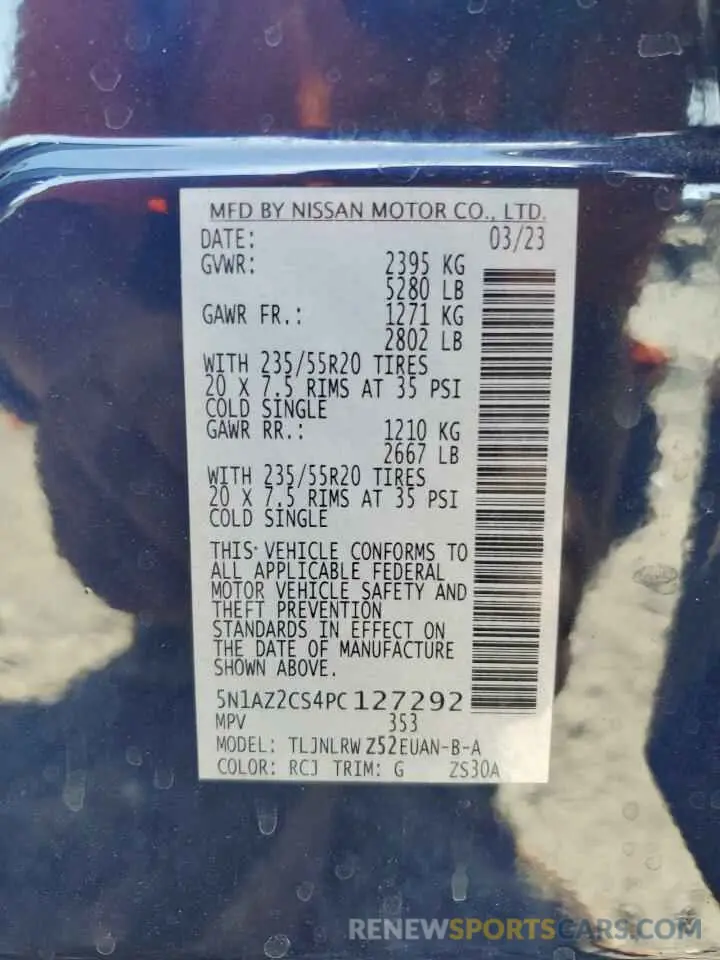 MFD BY NISSAN MOTOR CO., LTD.
DATE: 03/23
GVWR: 2395 KG
5280 LB
GAWR FR.: 1271 KG
2802 LB
WITH 235/55R20 TIRES
20 X 7.5 RIMS AT 35 PSI
COLD SINGLE
GAWR RR.: 1210 KG
2667 LB
WITH 235/55R20 TIRES
20 X 7.5 RIMS AT 35 PSI
COLD SINGLE
THIS VEHICLE CONFORMS TO
ALL APPLICABLE FEDERAL
MOTOR VEHICLE SAFETY AND
THEFT PREVENTION
STANDARDS IN EFFECT ON
THE DATE OF MANUFACTURE
SHOWN ABOVE.
5N1AZ2CS4PC127292
MPV 353
MODEL: TLJNLRW Z52EUAN-B-A
COLOR: RCJ TRIM: G ZS30A
RENEWSPORTSCARS.COM